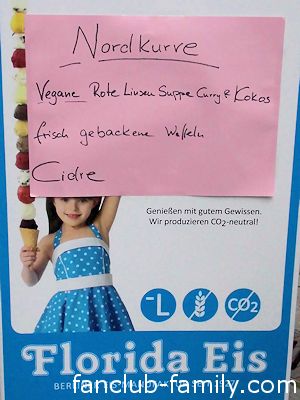 Nordkurve
Vegane Rote Linsen Suppe Curry & Kokos
frisch gebackene Waffeln
Cidre
Genießen mit gutem Gewissen.
Wir produzieren CO2-neutral!
-L CO2
Florida Eis
fanclub-family.com